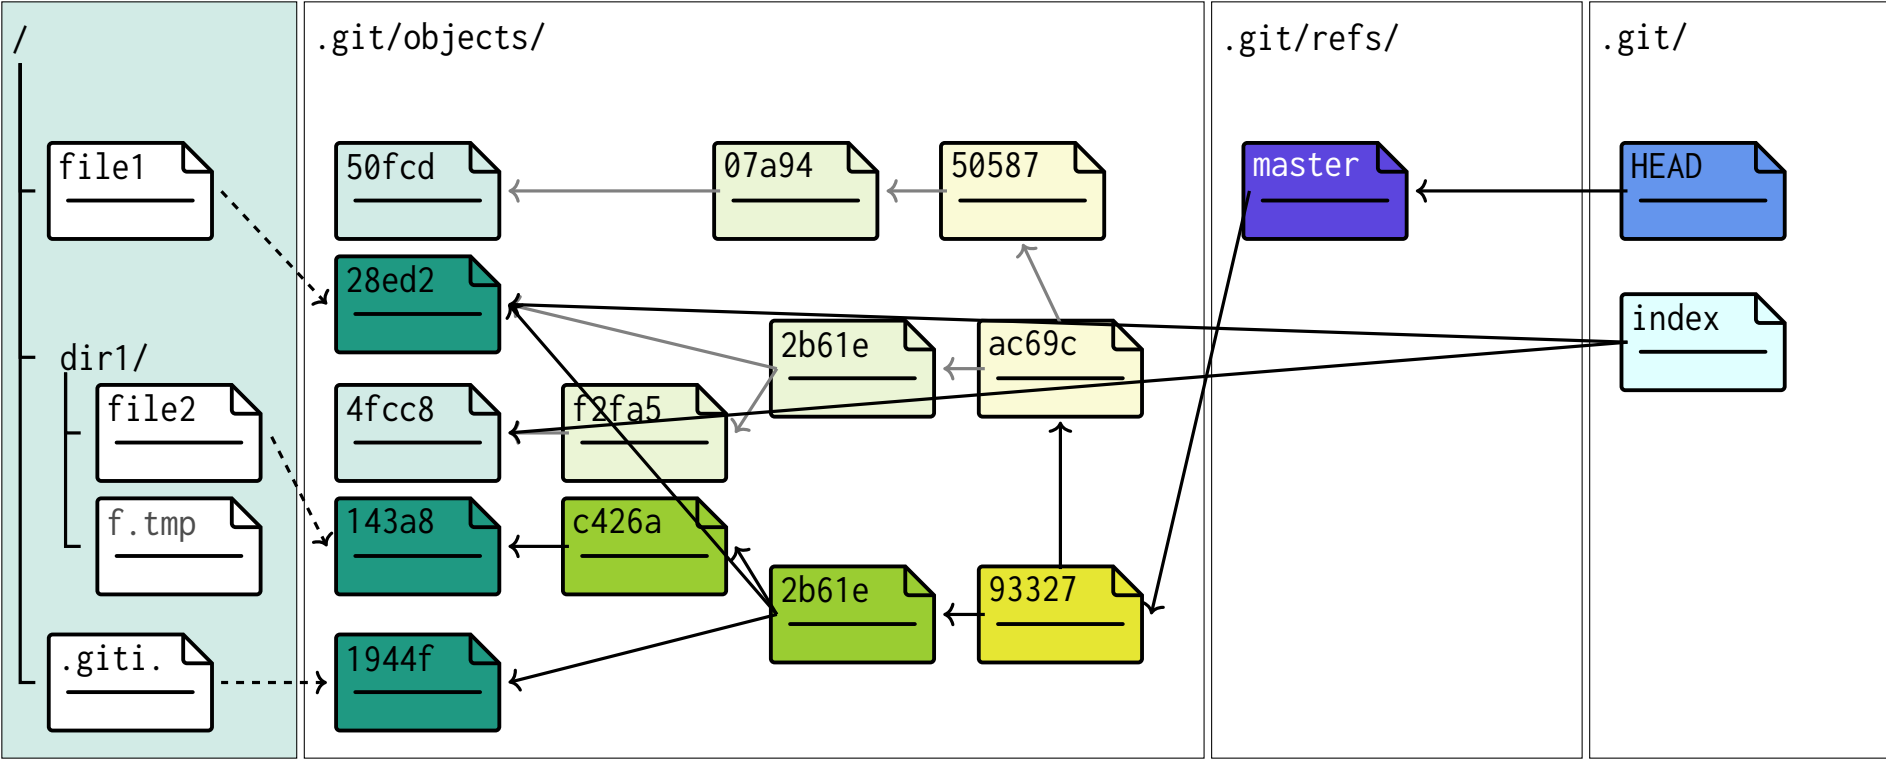 /
.git/objects/
.git/refs/
.git/
file1
50fcd
07a94
50587
master
HEAD
28ed2
index
dir1/
2b61e
ac69c
file2
4fcc8
f2fa5
f.tmp
143a8
c426a
2b61e
93327
.giti.
1944f